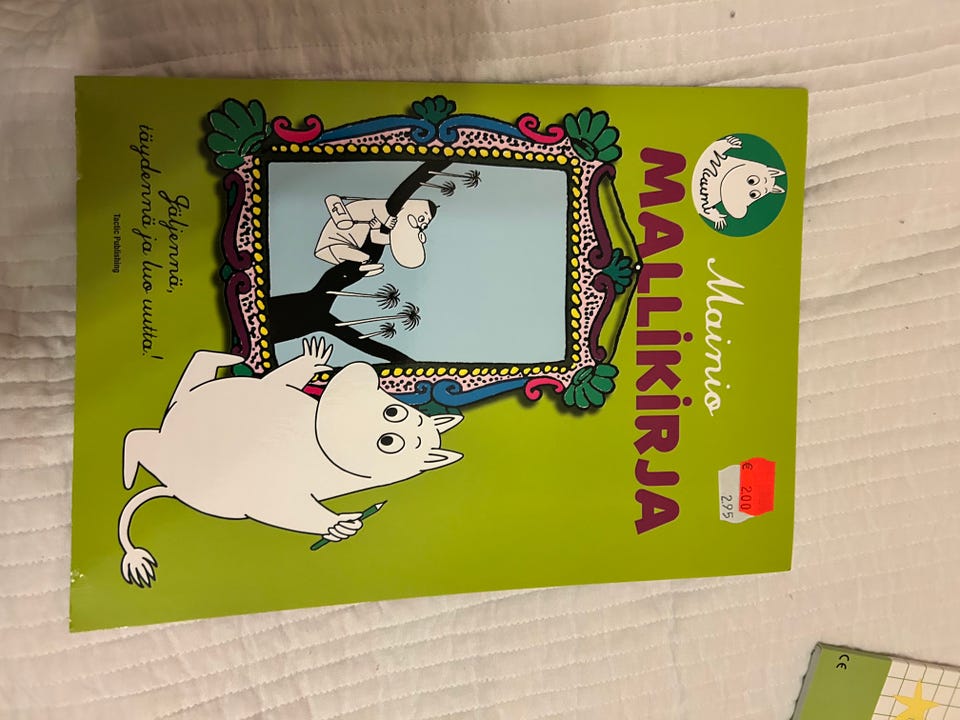 Muumi
Mainio
MALLIKIRJA
€ 2.00
2.95
Jäljennä,
täydennä ja luo uutta!
Tactic Publishing
CE